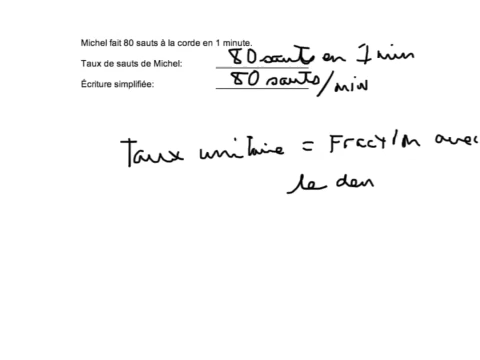 Michel fait 80 sauts à la corde en 1 minute.
Taux de sauts de Michel: 80 sauts en 1 min
Écriture simplifiée: 80 sauts/min
Taux unitaire = Fraction avec
le den